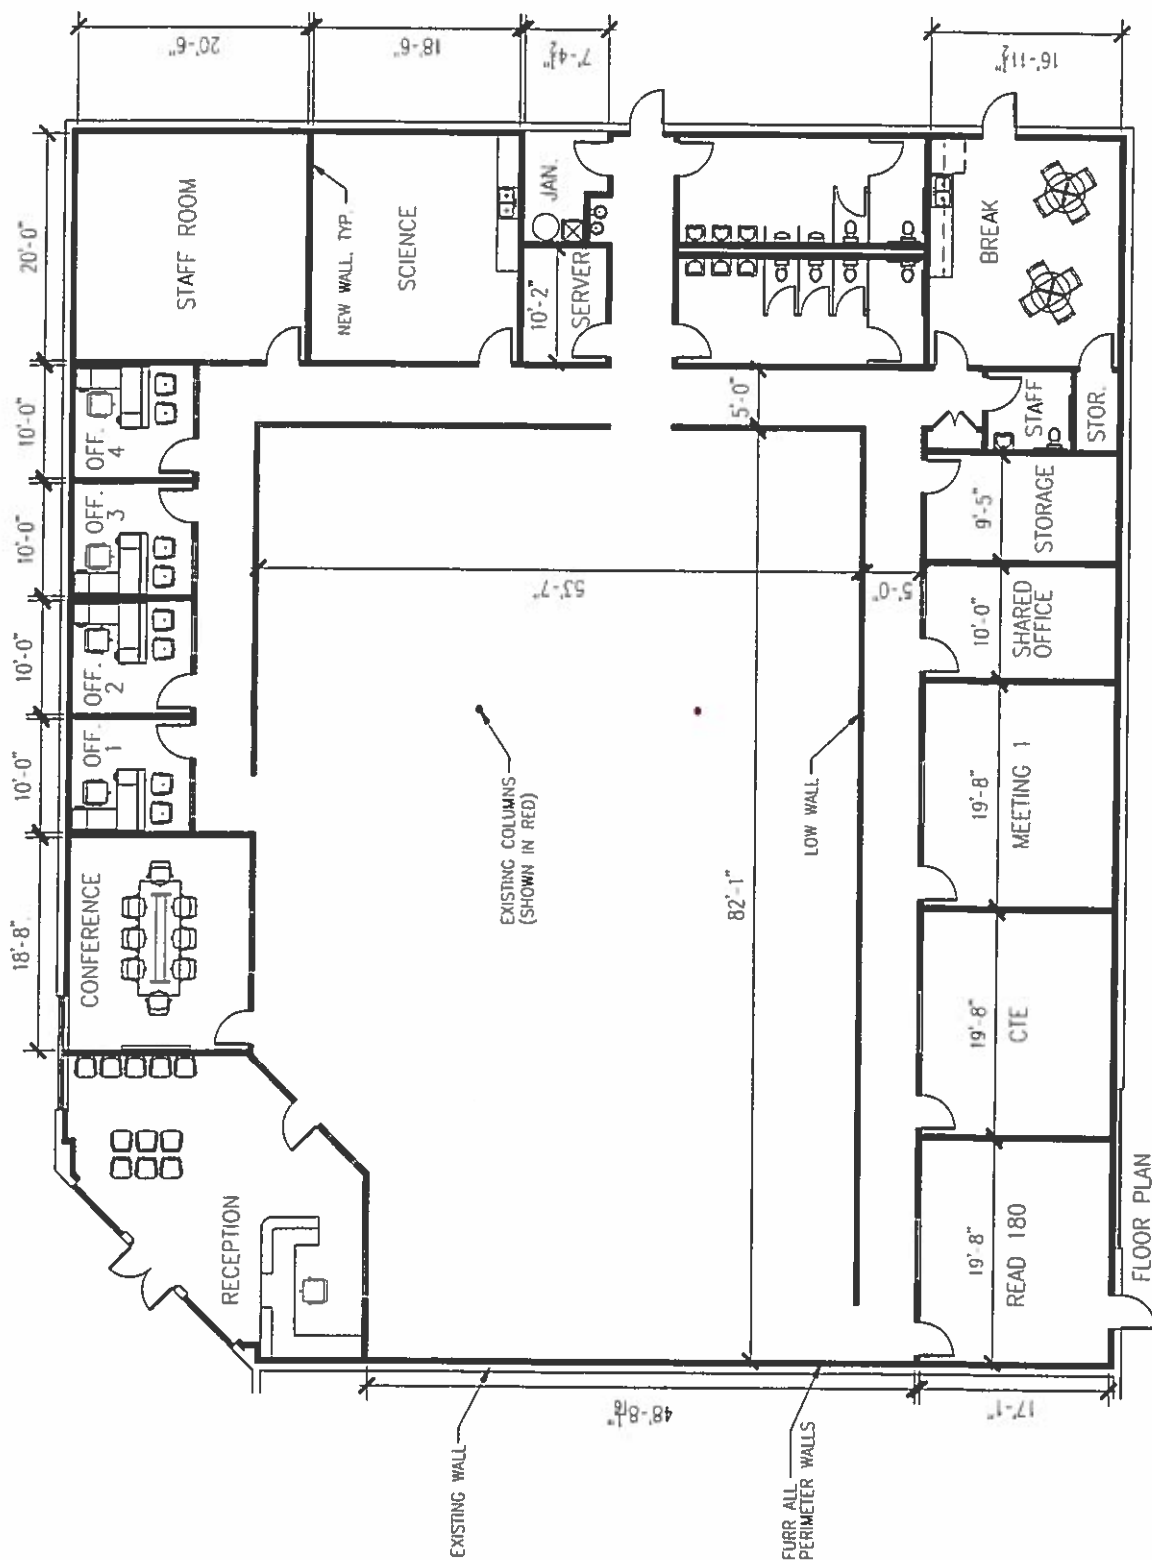 20'-6"
18'-6"
7'-4½"
16'-11½"
20'-0"
10'-0"
10'-0"
10'-0"
10'-0"
18'-8"
STAFF ROOM
NEW WALL, TYP.
SCIENCE
JAN.
10'-2"
SERVER
BREAK
OFF.
4
OFF.
3
OFF.
2
OFF.
1
CONFERENCE
RECEPTION
5'-0"
STAFF
STOR.
9'-5"
STORAGE
53'-7"
5'-0"
10'-0"
SHARED
OFFICE
EXISTING COLUMNS
(SHOWN IN RED)
LOW WALL
82'-1"
19'-8"
MEETING 1
19'-8"
CTE
19'-8"
READ 180
FLOOR PLAN
EXISTING WALL
48'-8 1/16"
17'-1"
FURR ALL
PERIMETER WALLS